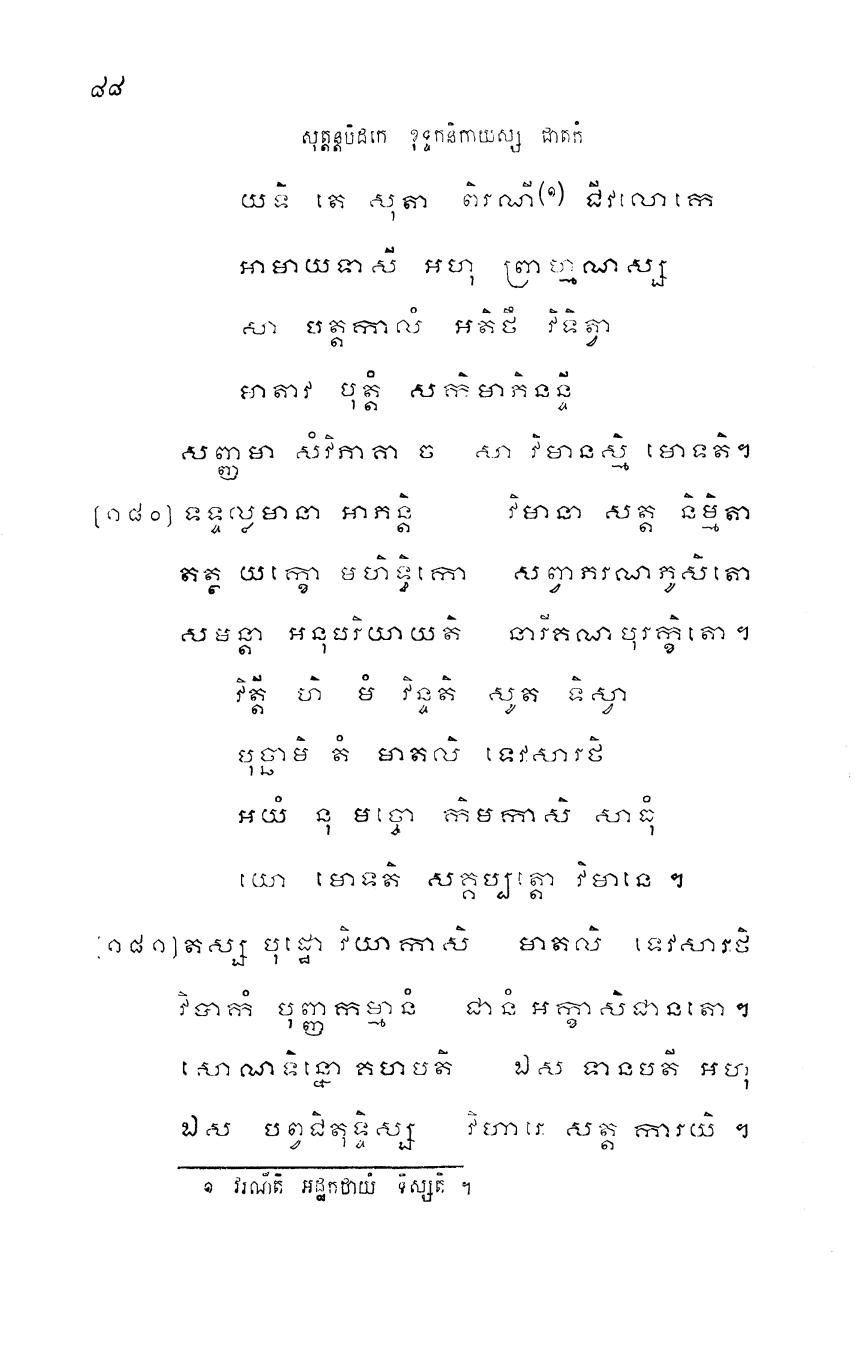 ៨៨
សុត្តន្តបិដកេ ខុទ្ទកនិកាយស្ស ជាតកំ
យទិ តេ សុតា ពិរណី(១) ជីវលោកេ
អាមាយទាសី អហុ ព្រាហ្មណស្ស
សា បត្តកាលំ អតិថឹ វិទិត្វា
មាតាវ បុត្តំ សកិមាភិនន្ទី
សញ្ញមា សំវិភាគា ច សា វិមានស្មិ មោទតិ។
[១៨០] ទទ្ទល្លមានា អាភន្តិ វិមានា សត្ត និម្មិតា
តត្ថ យក្ខោ មហិទ្ធិកោ សព្វាភរណភូសិតោ
សមន្តា អនុបរិយាយតិ នារីគណបុរក្ខិតោ ។
វិត្តី ហិ មំ វិន្ទតិ សូត ទិស្វា
បុច្ឆាមិ តំ មាតលិ ទេវសារថិ
អយំ នុ មច្ចោ កិមកាសិ សាធុំ
យោ មោទតិ សគ្គប្បត្តោ វិមានេ ។
[១៨១] តស្ស បុដ្ឋោ វិយាកាសិ មាតលិ ទេវសារថិ
វិបាកំ បុញ្ញកម្មានំ ជានំ អក្ខាសិជានតោ ។
សោណទិន្នោ គហបតិ ឯស ទានបតី អហុ
ឯស បព្វជិតុទ្ទិស្ស វិហារេ សត្ត ការយិ ។
១ វរណីតិ អដ្ឋកថាយំ ទិស្សតិ ។